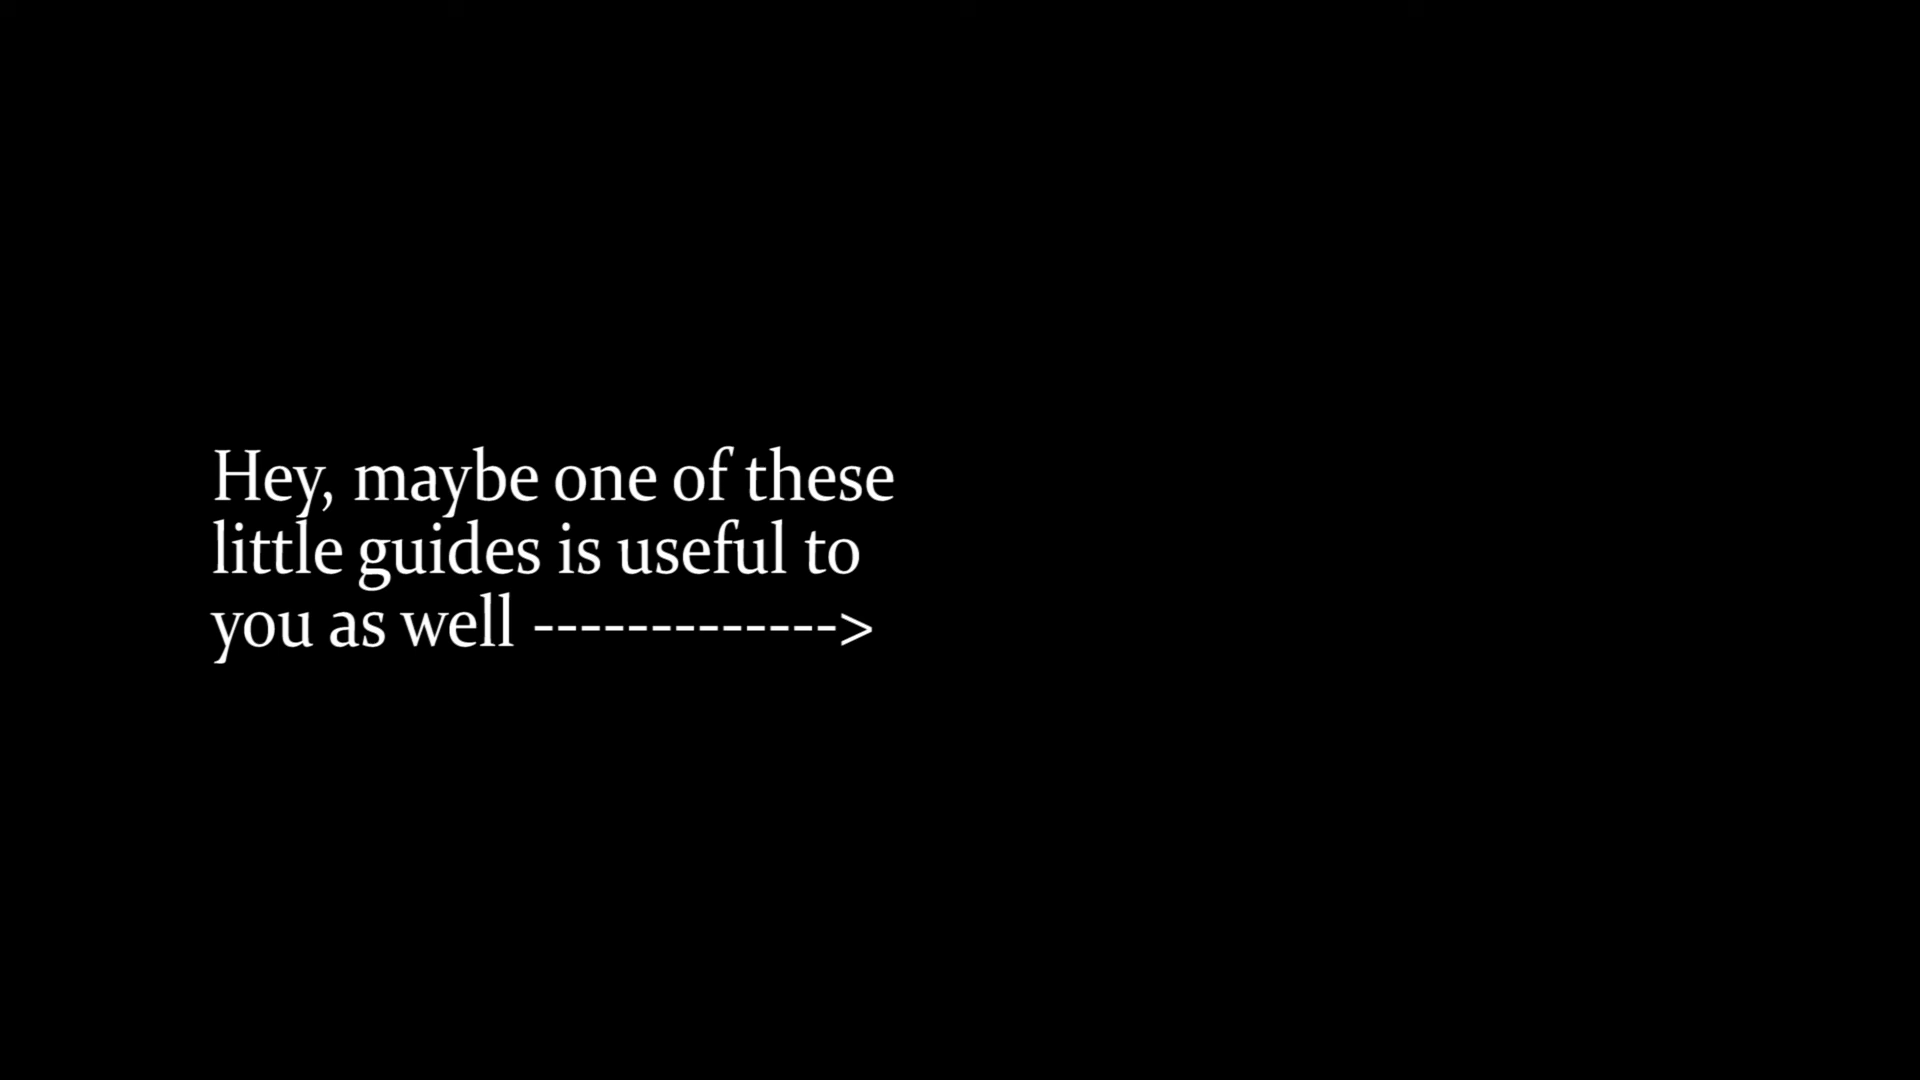 Hey, maybe one of these
little guides is useful to
you as well ------------->